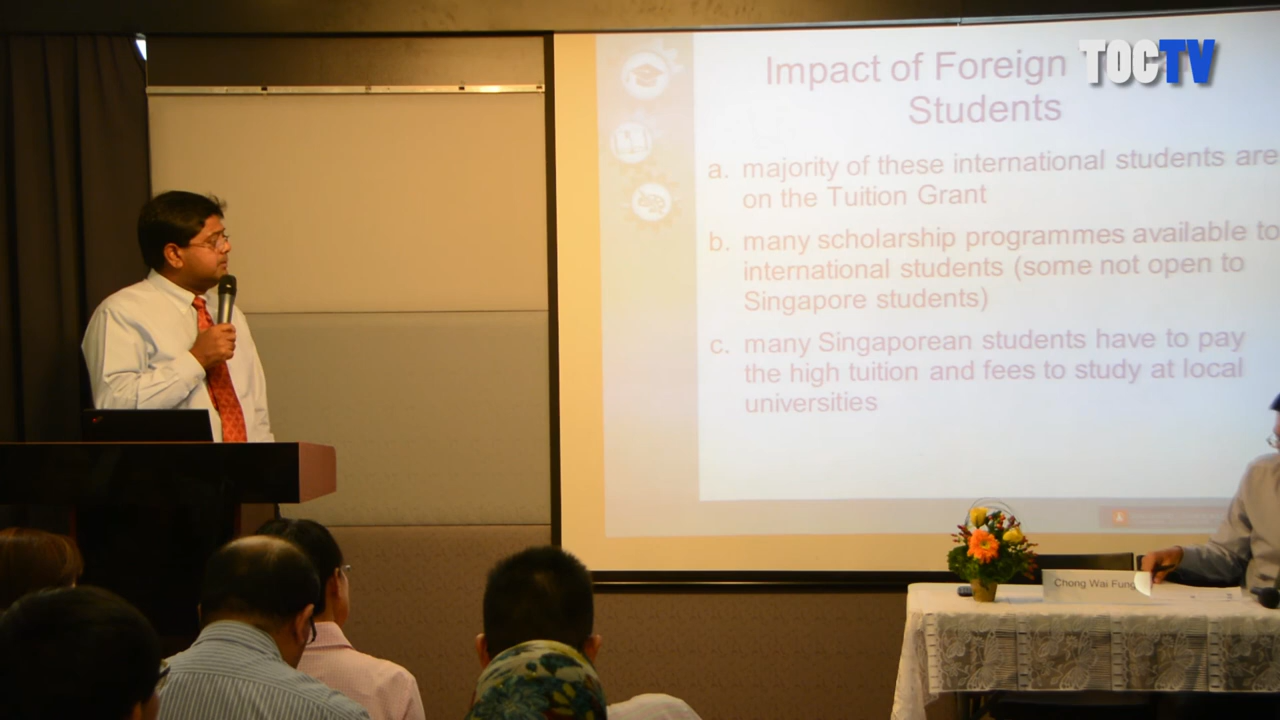 Impact of Foreign
TOCTV
Students
a. majority of these international students are
on the Tuition Grant
b. many scholarship programmes available to
international students (some not open to
Singapore students)
c. many Singaporean students have to pay
the high tuition and fees to study at local
universities
Chong Wai Fung